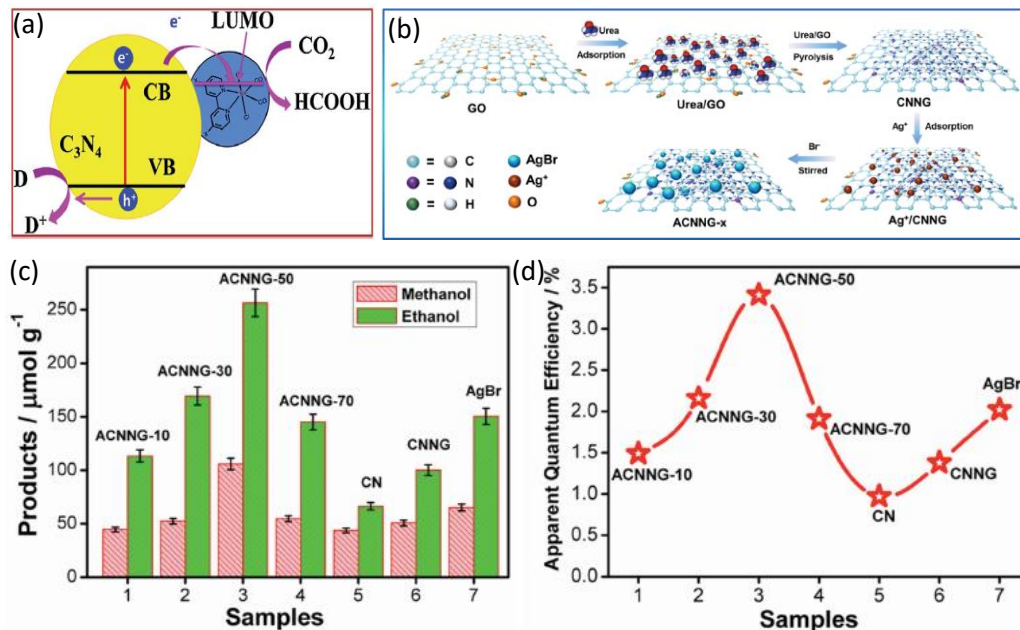 (a)
e⁻
LUMO
CO₂
e⁻
CB
HCOOH
C₃N₄
VB
D
h⁺
D⁺
(b)
Urea
Adsorption
Urea/GO
Pyrolysis
GO
Urea/GO
CNNG
Ag⁺ Adsorption
Br⁻
Stirred
= C
AgBr
= N
Ag⁺
= H
O
ACNNG-x
Ag⁺/CNNG
(c)
Products / μmol g⁻¹
250
200
150
100
50
0
ACNNG-50
Methanol
Ethanol
ACNNG-30
ACNNG-10
ACNNG-70
AgBr
CNNG
CN
1 2 3 4 5 6 7
Samples
(d)
Apparent Quantum Efficiency / %
3.5
3.0
2.5
2.0
1.5
1.0
0.5
0.0
ACNNG-50
AgBr
ACNNG-30
ACNNG-70
ACNNG-10
CNNG
CN
1 2 3 4 5 6 7
Samples